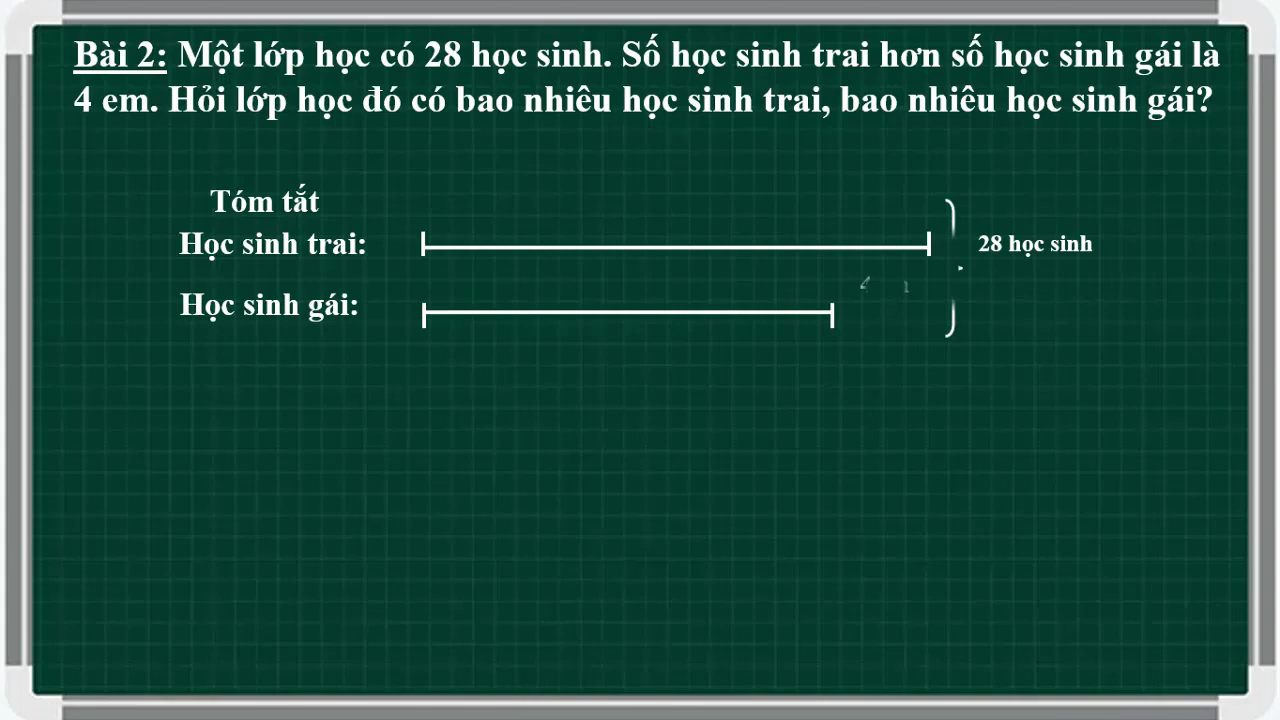 Bài 2: Một lớp học có 28 học sinh. Số học sinh trai hơn số học sinh gái là
4 em. Hỏi lớp học đó có bao nhiêu học sinh trai, bao nhiêu học sinh gái?
Tóm tắt
Học sinh trai:
28 học sinh
Học sinh gái: